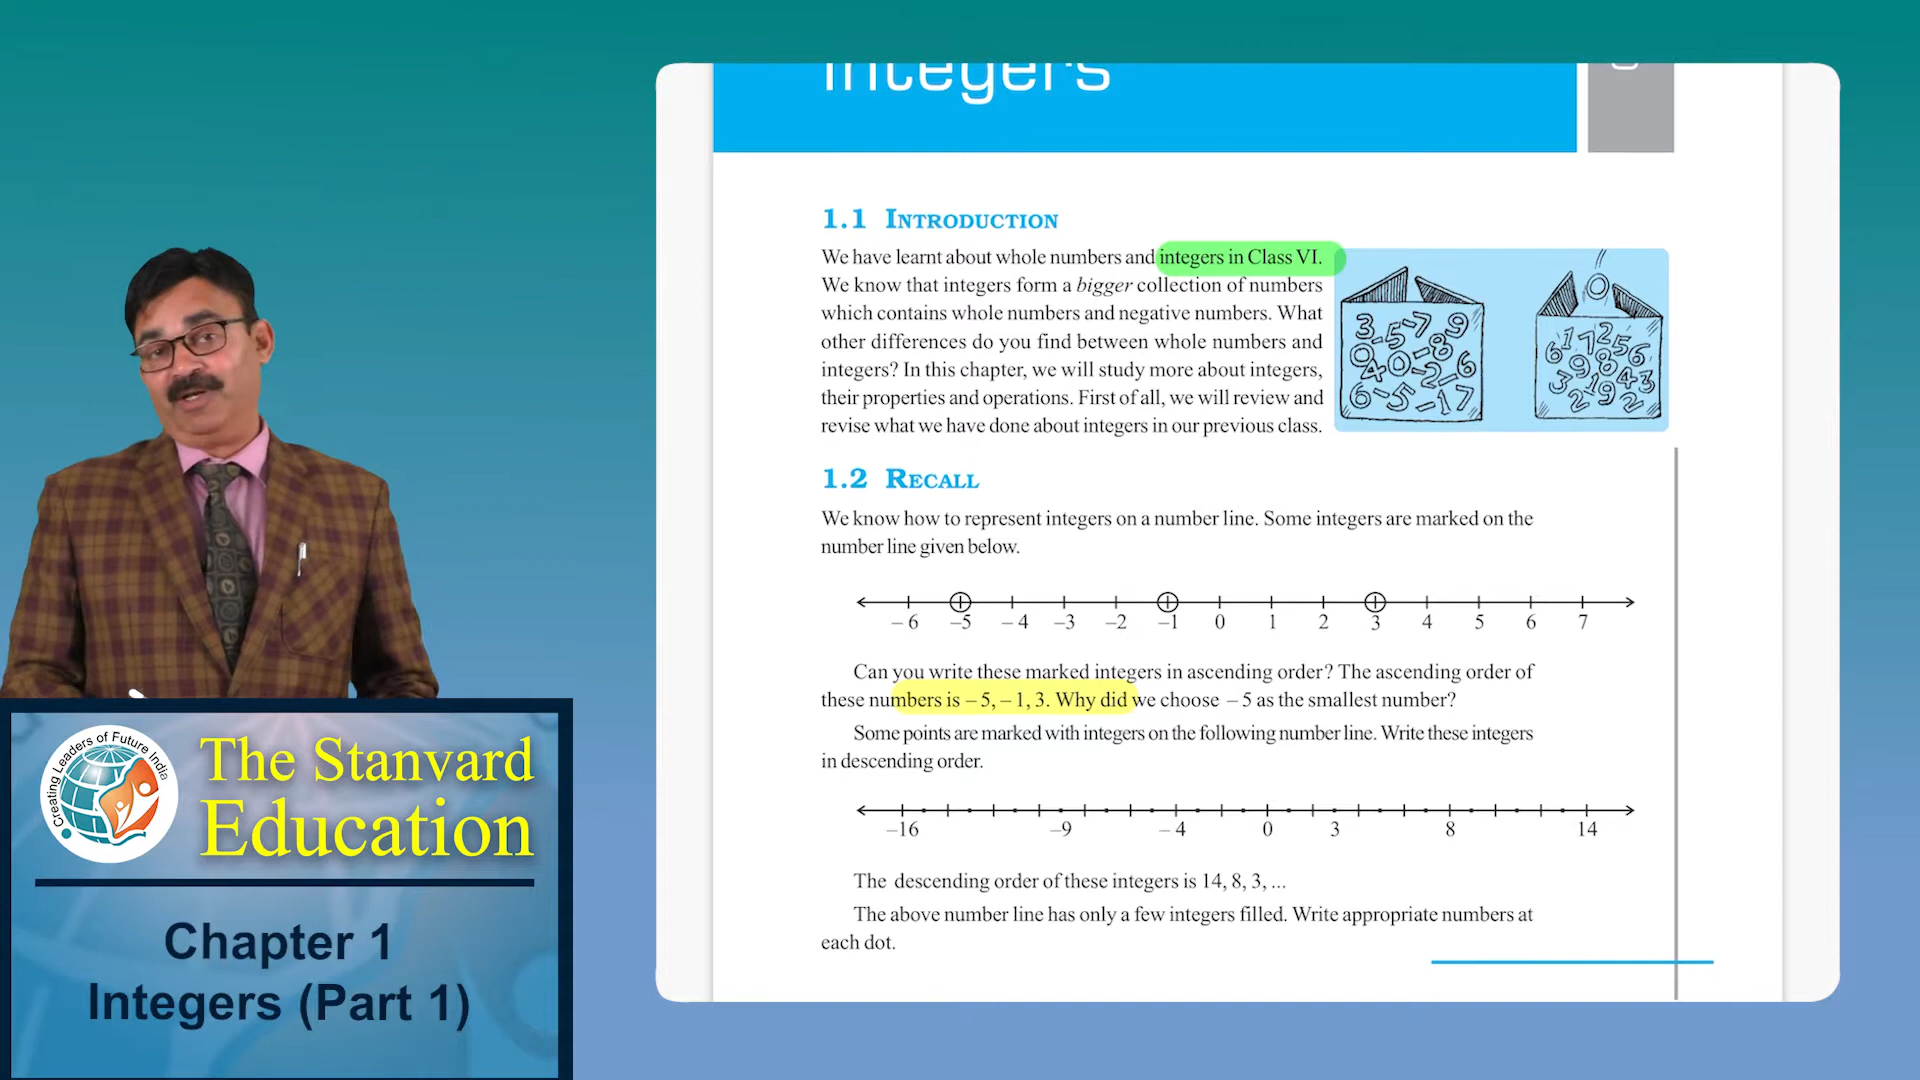 Integers
1.1 INTRODUCTION
We have learnt about whole numbers and integers in Class VI.
We know that integers form a bigger collection of numbers
which contains whole numbers and negative numbers. What
other differences do you find between whole numbers and
integers? In this chapter, we will study more about integers,
their properties and operations. First of all, we will review and
revise what we have done about integers in our previous class.
1.2 RECALL
We know how to represent integers on a number line. Some integers are marked on the
number line given below.
– 6 –5 – 4 –3 –2 –1 0 1 2 3 4 5 6 7
Can you write these marked integers in ascending order? The ascending order of
these numbers is – 5, – 1, 3. Why did we choose – 5 as the smallest number?
Some points are marked with integers on the following number line. Write these integers
in descending order.
–16 –9 – 4 0 3 8 14
The descending order of these integers is 14, 8, 3, ...
The above number line has only a few integers filled. Write appropriate numbers at
each dot.
Creating Leaders of Future India
The Stanvard
Education
Chapter 1
Integers (Part 1)